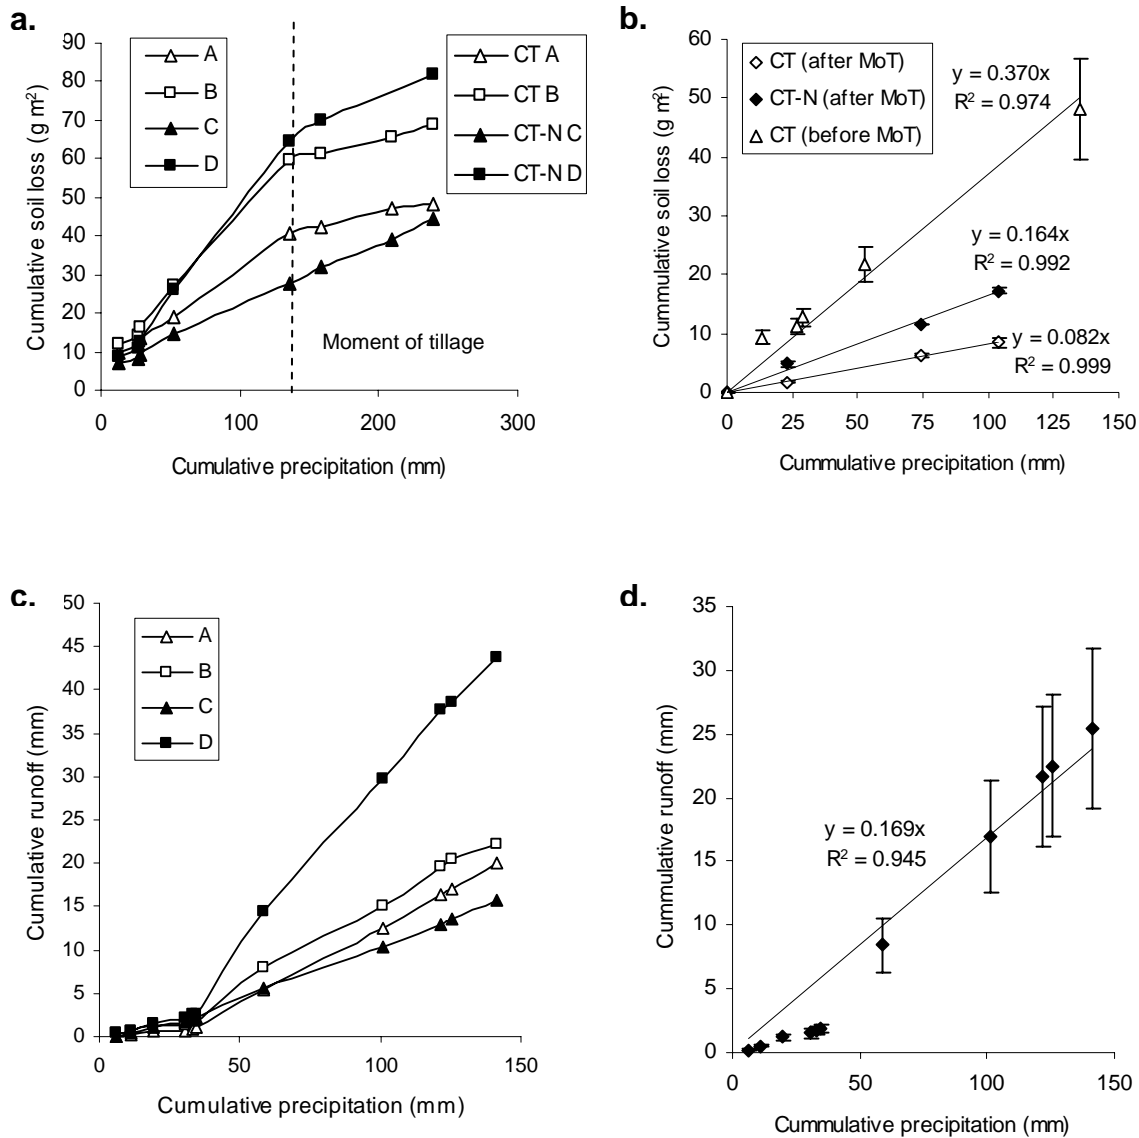 a.
90
80
70
60
50
40
30
20
10
0
0
100
200
300
Cumulative soil loss (g m²)
Cumulative precipitation (mm)
A
B
C
D
CT A
CT B
CT-N C
CT-N D
Moment of tillage
b.
60
50
40
30
20
10
0
0
25
50
75
100
125
150
Cummulative soil loss (g m²)
Cummulative precipitation (mm)
CT (after MoT)
CT-N (after MoT)
CT (before MoT)
y = 0.370x
R² = 0.974
y = 0.164x
R² = 0.992
y = 0.082x
R² = 0.999
c.
50
45
40
35
30
25
20
15
10
5
0
0
50
100
150
Cumulative runoff (mm)
Cumulative precipitation (mm)
A
B
C
D
d.
35
30
25
20
15
10
5
0
0
50
100
150
Cummulative runoff (mm)
Cummulative precipitation (mm)
y = 0.169x
R² = 0.945